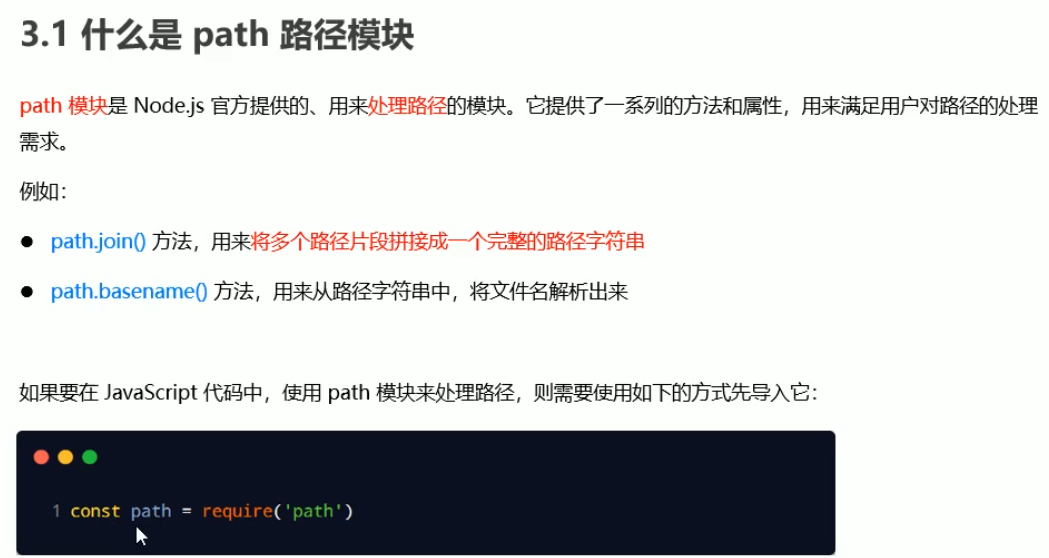 3.1 什么是 path 路径模块
path 模块是 Node.js 官方提供的、用来处理路径的模块。它提供了一系列的方法和属性，用来满足用户对路径的处理
需求。
例如：
● path.join() 方法，用来将多个路径片段拼接成一个完整的路径字符串
● path.basename() 方法，用来从路径字符串中，将文件名解析出来
如果要在 JavaScript 代码中，使用 path 模块来处理路径，则需要使用如下的方式先导入它：
1 const path = require('path')